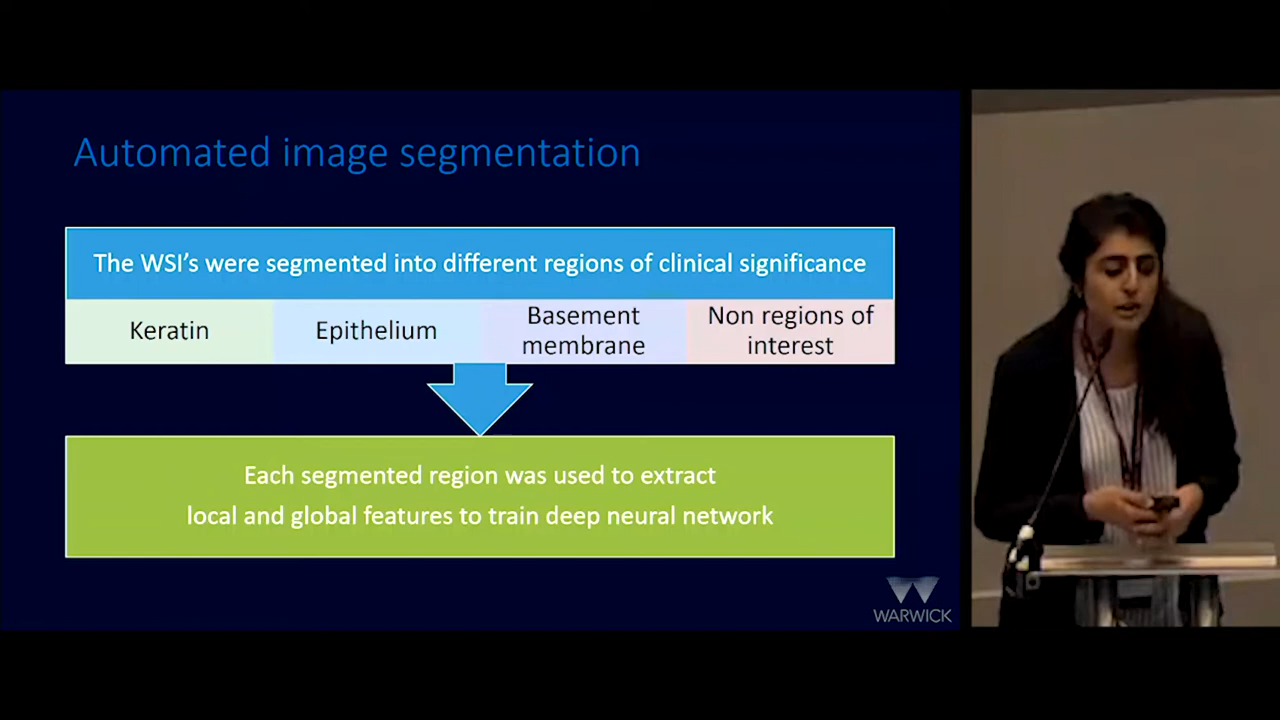 Automated image segmentation
The WSI's were segmented into different regions of clinical significance
Keratin
Epithelium
Basement
membrane
Non regions of
interest
Each segmented region was used to extract
local and global features to train deep neural network
WARWICK